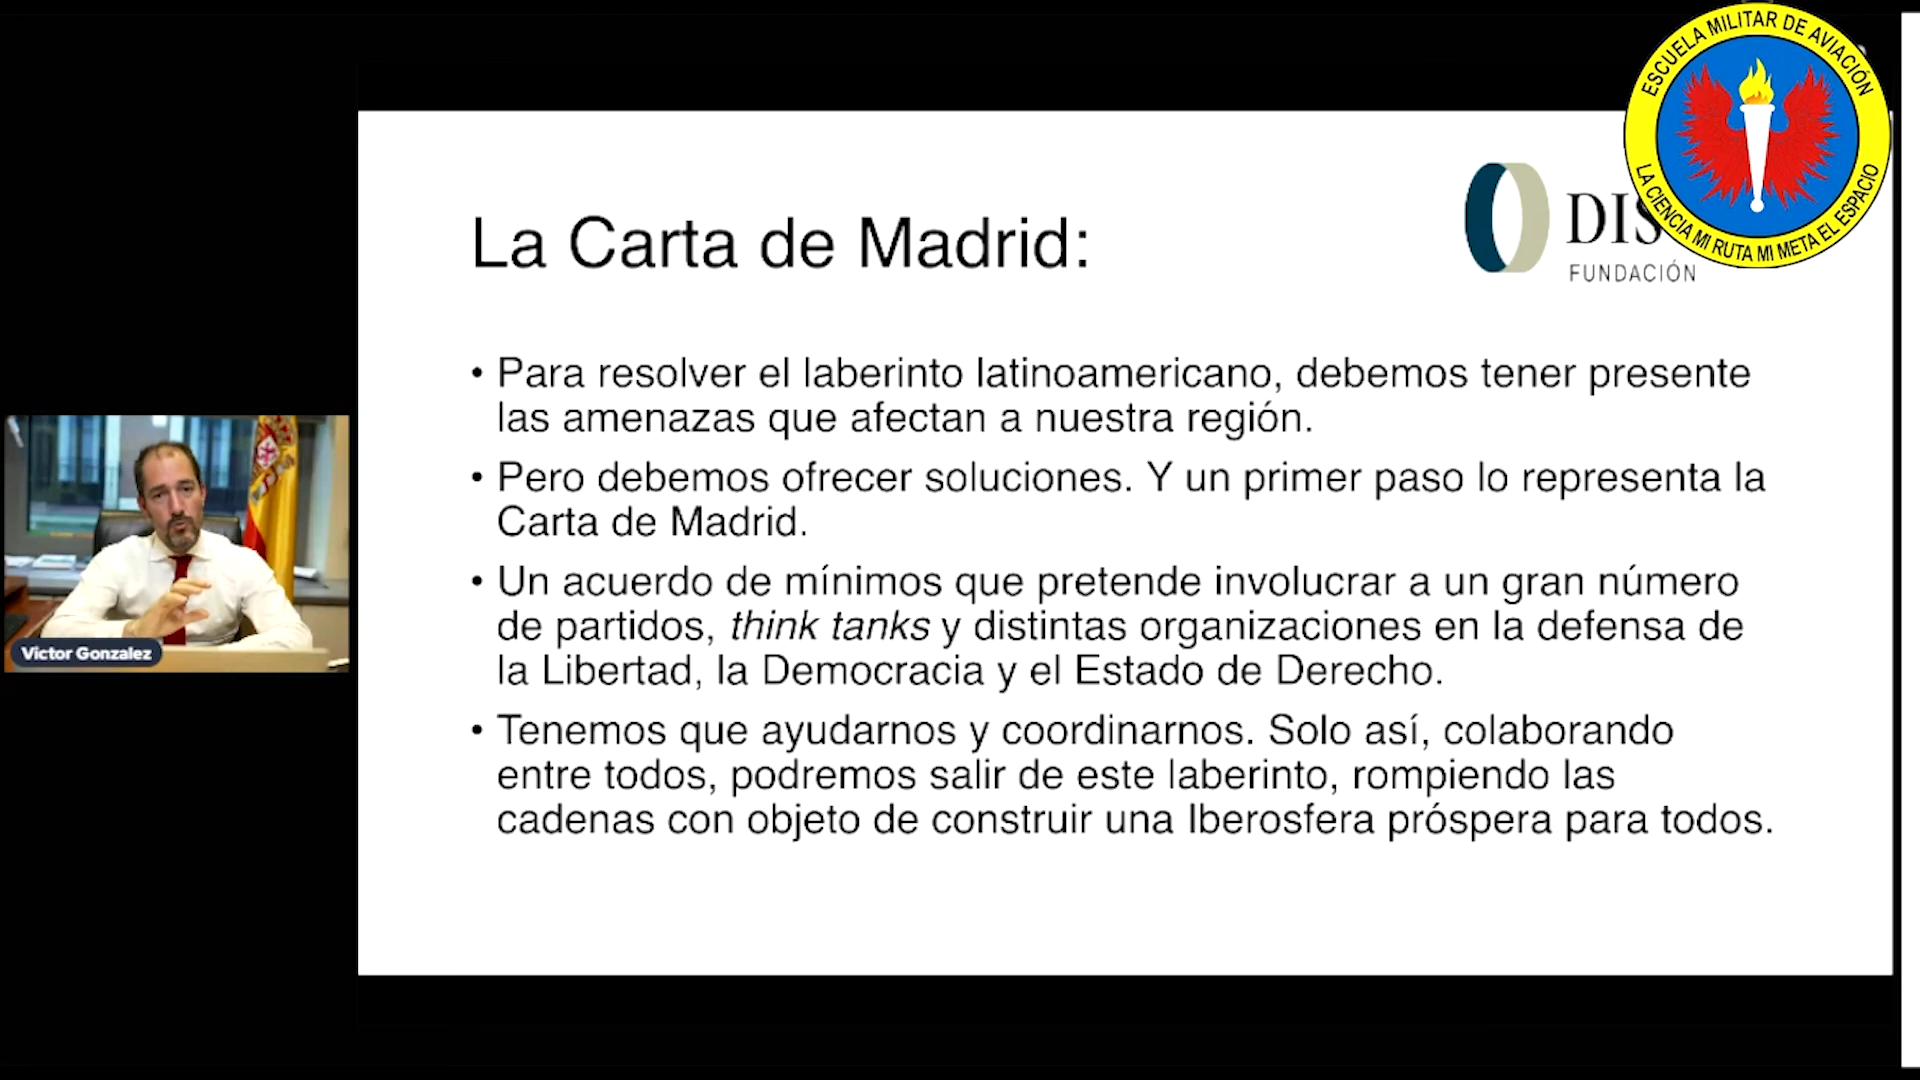 ESCUELA MILITAR DE AVIACIÓN
LA CIENCIA MI RUTA MI META EL ESPACIO
FUNDACIÓN
La Carta de Madrid:
• Para resolver el laberinto latinoamericano, debemos tener presente
las amenazas que afectan a nuestra región.
• Pero debemos ofrecer soluciones. Y un primer paso lo representa la
Carta de Madrid.
• Un acuerdo de mínimos que pretende involucrar a un gran número
de partidos, think tanks y distintas organizaciones en la defensa de
la Libertad, la Democracia y el Estado de Derecho.
• Tenemos que ayudarnos y coordinarnos. Solo así, colaborando
entre todos, podremos salir de este laberinto, rompiendo las
cadenas con objeto de construir una Iberosfera próspera para todos.
Victor Gonzalez